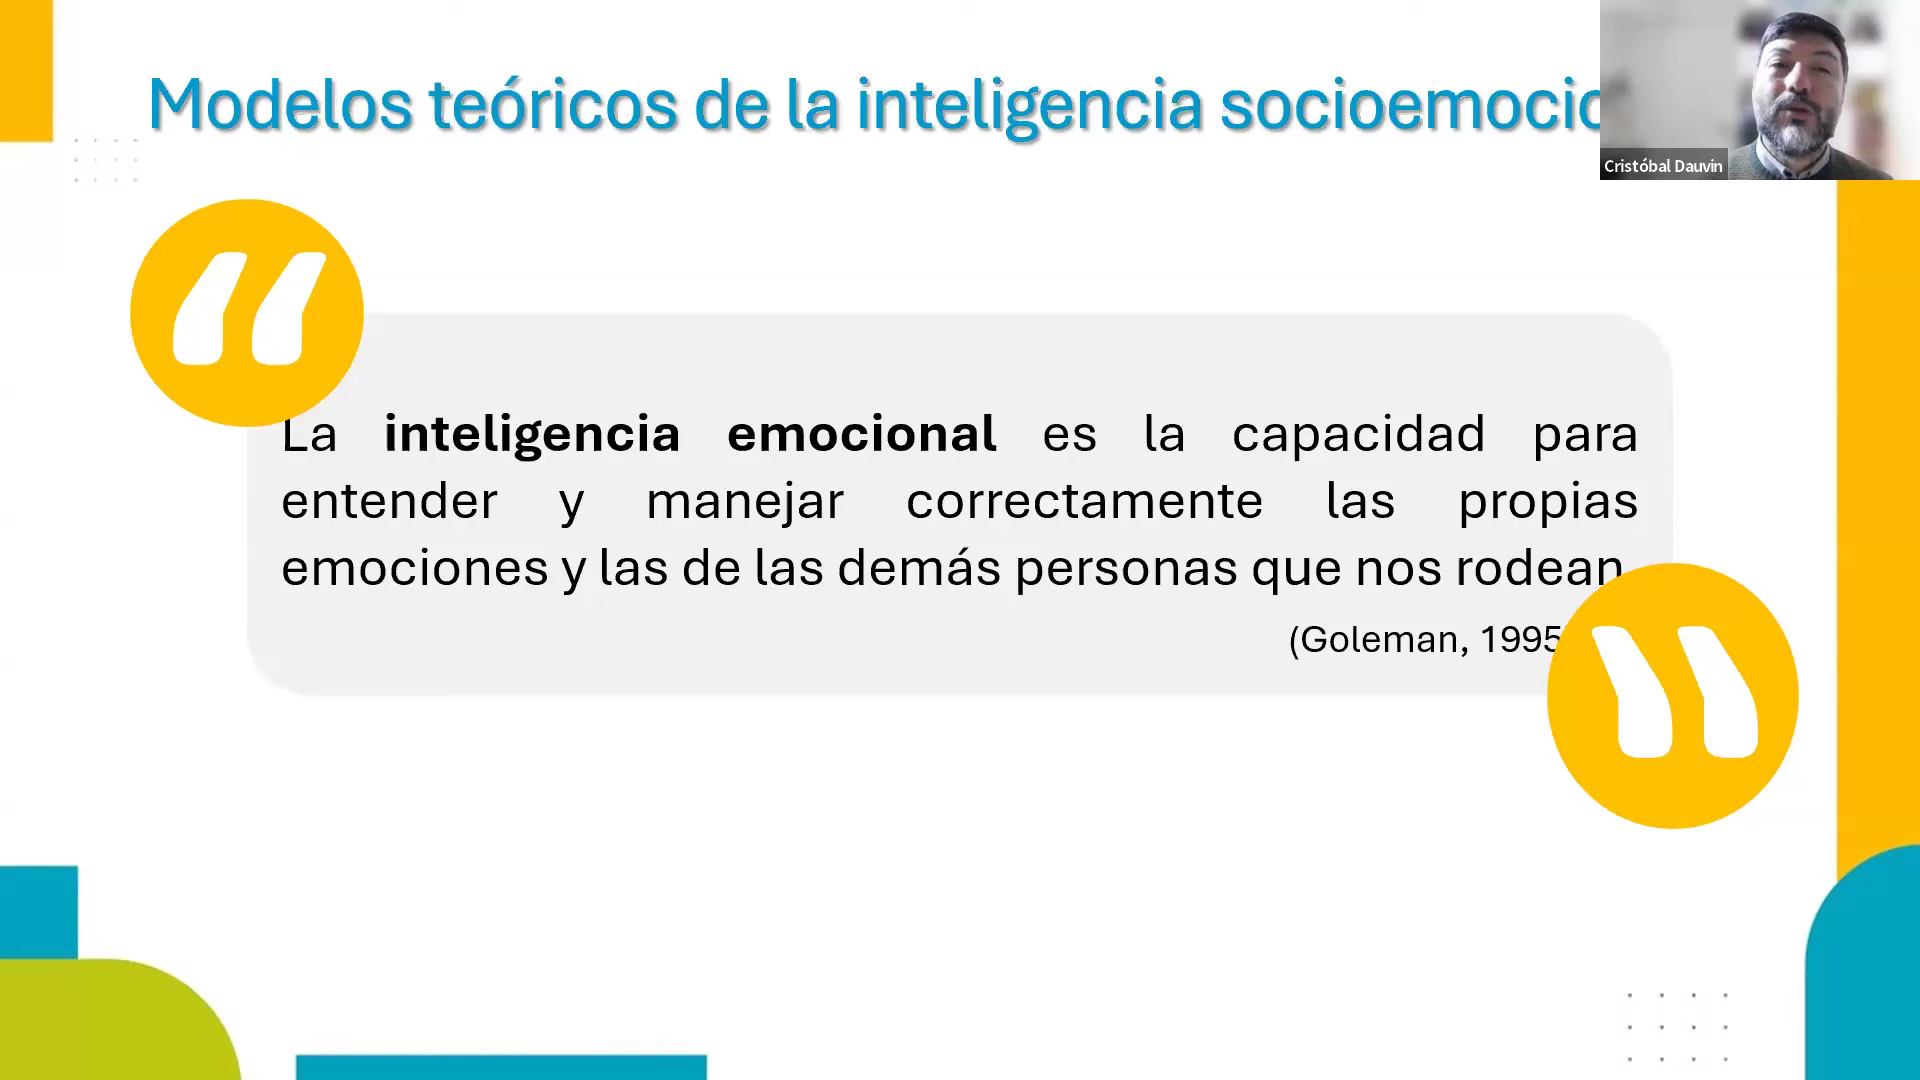 Modelos teóricos de la inteligencia socioemocio
Cristóbal Dauvin
La inteligencia emocional es la capacidad para
entender y manejar correctamente las propias
emociones y las de las demás personas que nos rodean
(Goleman, 1995